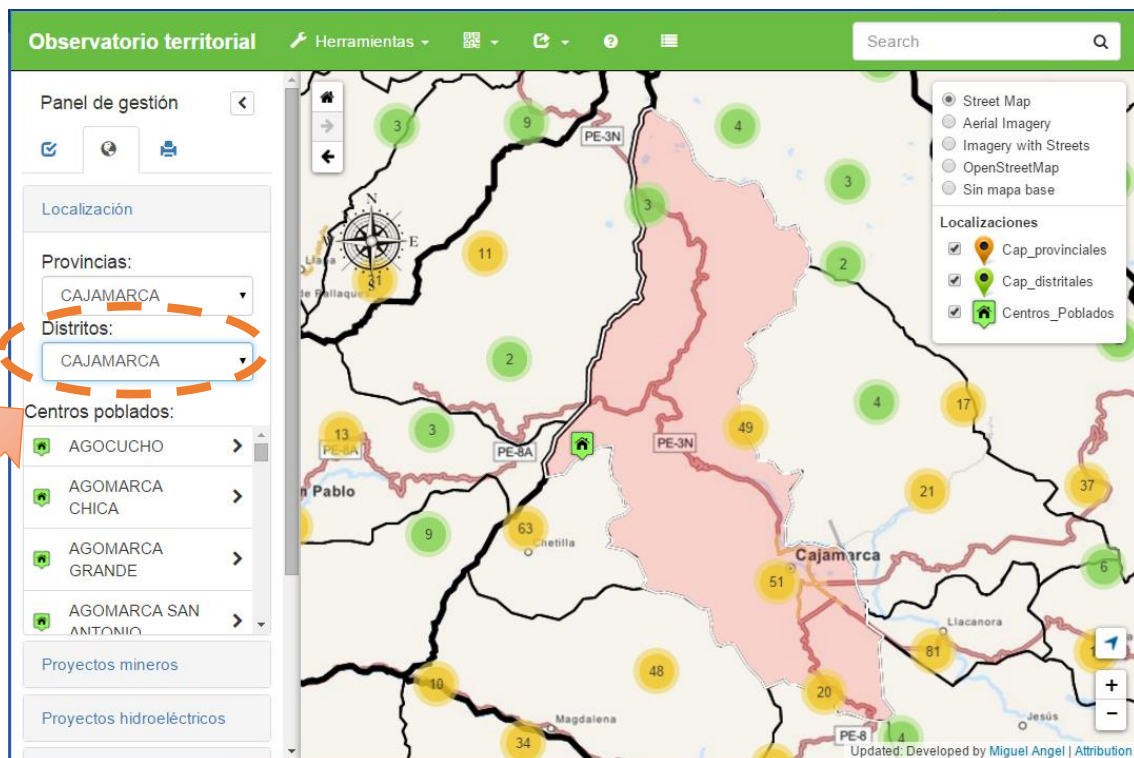 Observatorio territorial
Herramientas
Search
Panel de gestión
Localización
Provincias:
CAJAMARCA
Distritos:
CAJAMARCA
Centros poblados:
AGOCUCHO
AGOMARCA
CHICA
AGOMARCA
GRANDE
AGOMARCA SAN
ANTONIO
Proyectos mineros
Proyectos hidroeléctricos
Street Map
Aerial Imagery
Imagery with Streets
OpenStreetMap
Sin mapa base
Localizaciones
Cap_provinciales
Cap_distritales
Centros_Poblados
3
9
PE-3N
4
3
3
N
E
S
11
31
de Pallaques
2
2
4
17
13
PE-8A
3
PE-8A
49
PE-3N
n Pablo
21
37
9
63
Chetilla
Cajamarca
51
6
Llacanora
81
48
10
20
+
−
Magdalena
34
Jesús
PE-8
4
Updated: Developed by Miguel Angel | Attribution